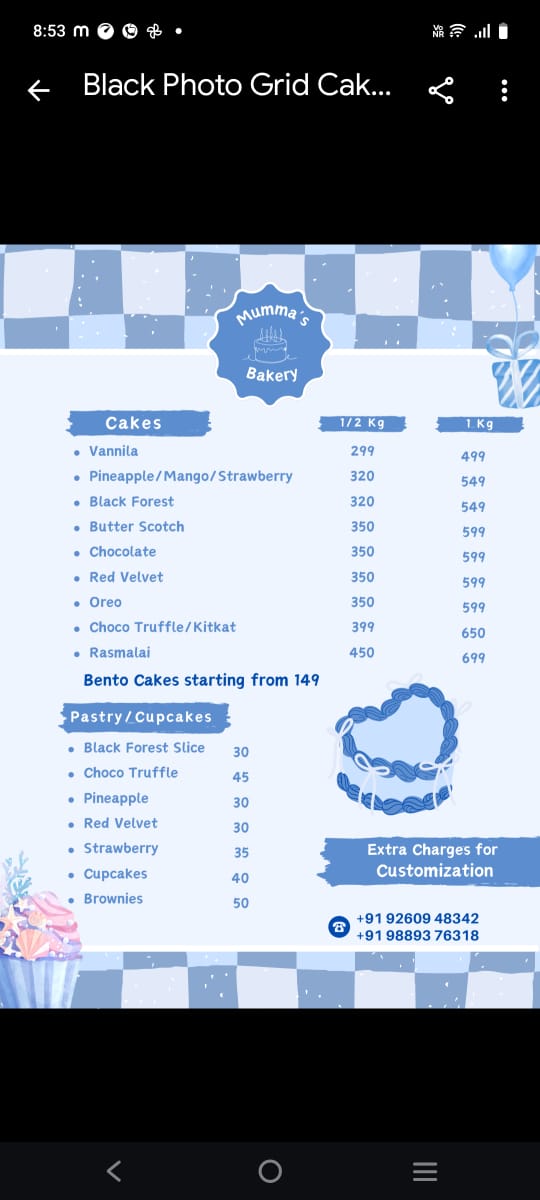 8:53
Vo
NR
Black Photo Grid Cak...
Mumma's
Bakery
Cakes 1/2 Kg 1 Kg
• Vannila 299 499
• Pineapple/Mango/Strawberry 320 549
• Black Forest 320 549
• Butter Scotch 350 599
• Chocolate 350 599
• Red Velvet 350 599
• Oreo 350 599
• Choco Truffle/Kitkat 399 650
• Rasmalai 450 699
Bento Cakes starting from 149
Pastry/Cupcakes
• Black Forest Slice 30
• Choco Truffle 45
• Pineapple 30
• Red Velvet 30
• Strawberry 35
• Cupcakes 40
• Brownies 50
Extra Charges for
Customization
+91 92609 48342
+91 98893 76318